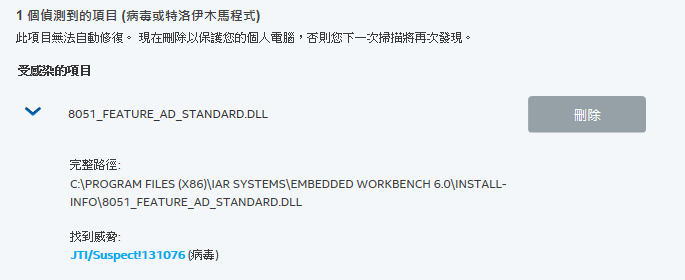 1 個偵測到的項目 (病毒或特洛伊木馬程式)
此項目無法自動修復。 現在刪除以保護您的個人電腦，否則您下一次掃描將再次發現。
受感染的項目
8051_FEATURE_AD_STANDARD.DLL
刪除
完整路徑:
C:\PROGRAM FILES (X86)\IAR SYSTEMS\EMBEDDED WORKBENCH 6.0\INSTALL-
INFO\8051_FEATURE_AD_STANDARD.DLL
找到威脅:
JTI/Suspect!131076 (病毒)